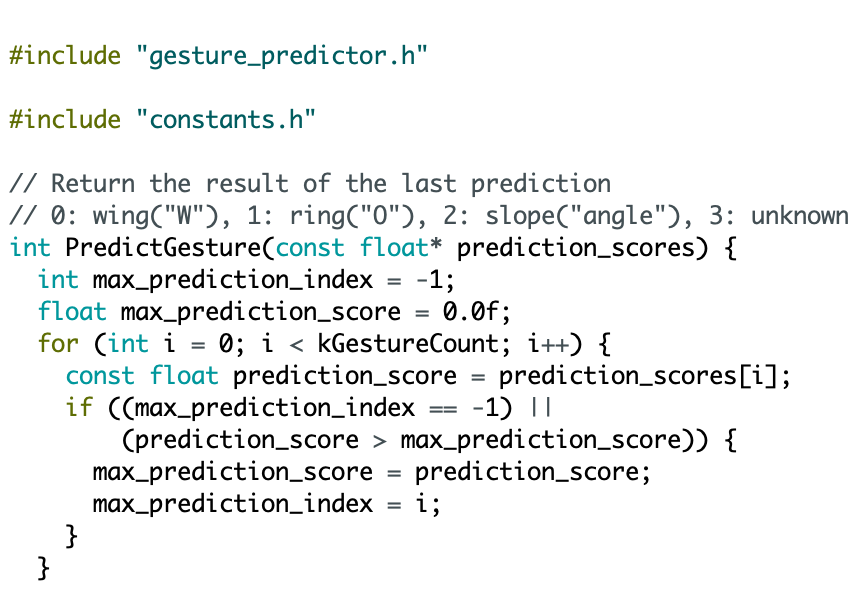 #include "gesture_predictor.h"

#include "constants.h"

// Return the result of the last prediction
// 0: wing("W"), 1: ring("O"), 2: slope("angle"), 3: unknown
int PredictGesture(const float* prediction_scores) {
  int max_prediction_index = -1;
  float max_prediction_score = 0.0f;
  for (int i = 0; i < kGestureCount; i++) {
    const float prediction_score = prediction_scores[i];
    if ((max_prediction_index == -1) ||
        (prediction_score > max_prediction_score)) {
      max_prediction_score = prediction_score;
      max_prediction_index = i;
    }
  }